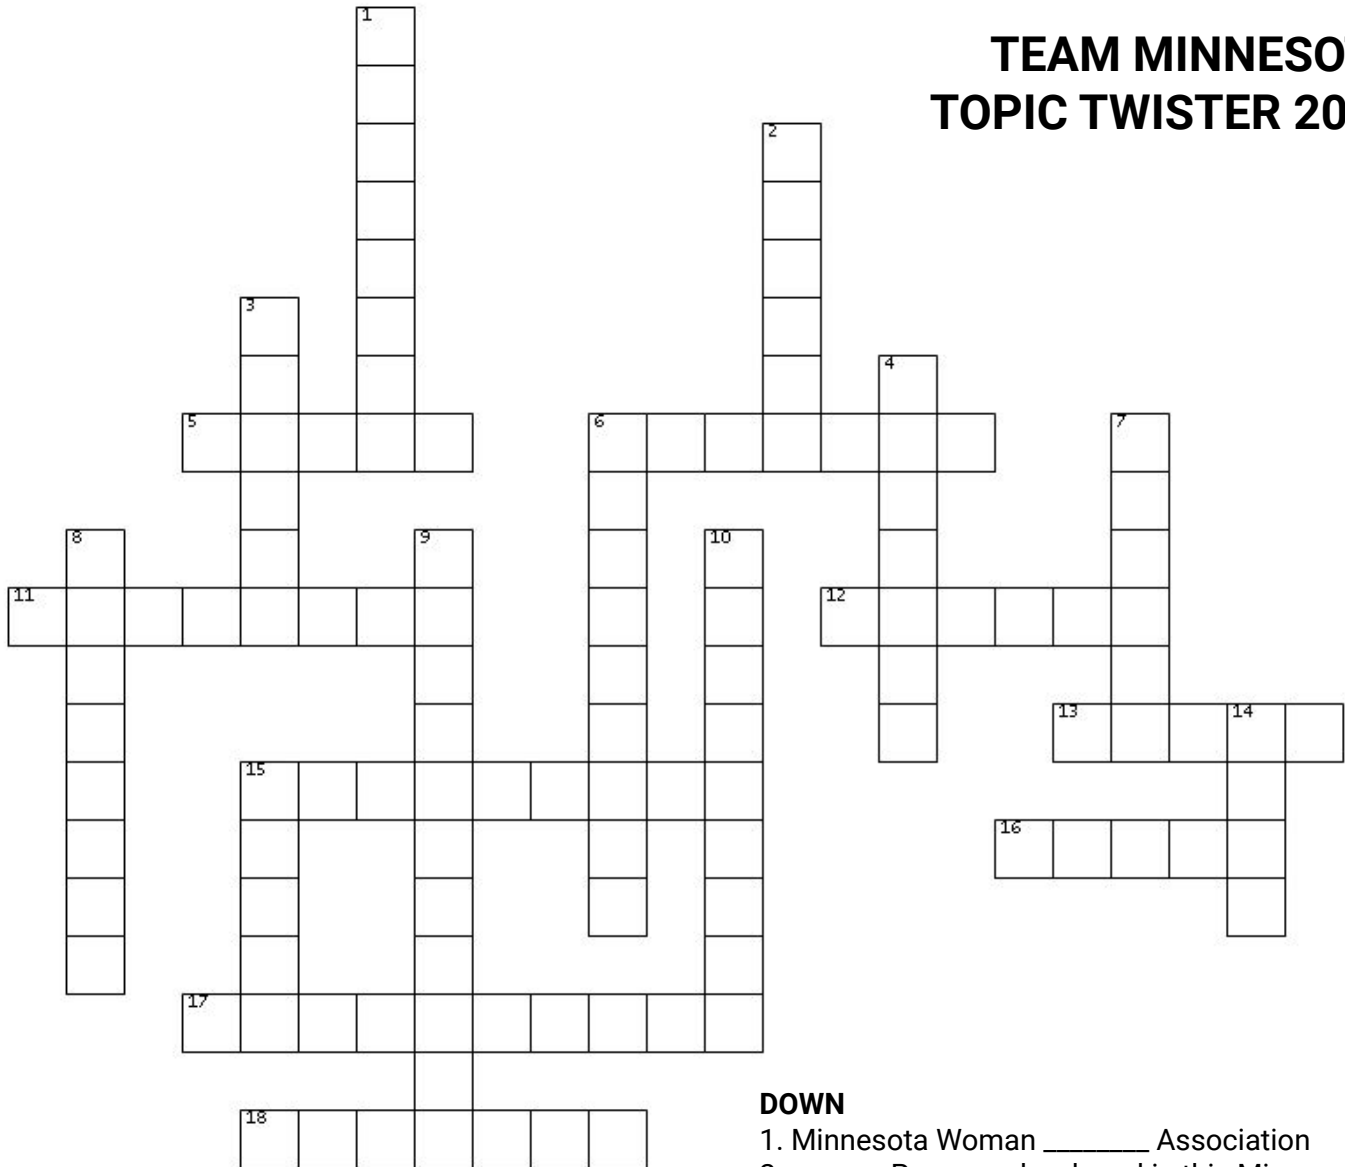 1
TEAM MINNESO
TOPIC TWISTER 20
2
3
4
5 6 7
8 9 10
11 12
13 14
15
16
17
DOWN
18
1. Minnesota Woman ________ Association